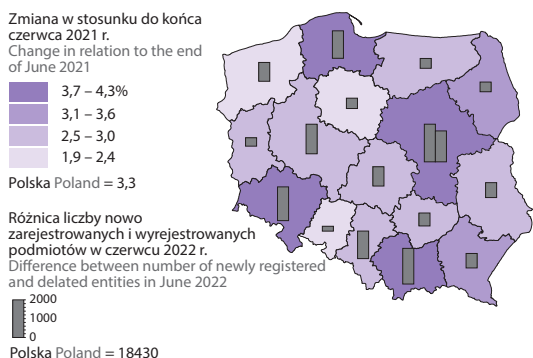 Zmiana w stosunku do końca
czerwca 2021 r.
Change in relation to the end
of June 2021
3,7 – 4,3%
3,1 – 3,6
2,5 – 3,0
1,9 – 2,4
Polska Poland = 3,3
Różnica liczby nowo
zarejestrowanych i wyrejestrowanych
podmiotów w czerwcu 2022 r.
Difference between number of newly registered
and delated entities in June 2022
2000
1000
0
Polska Poland = 18430